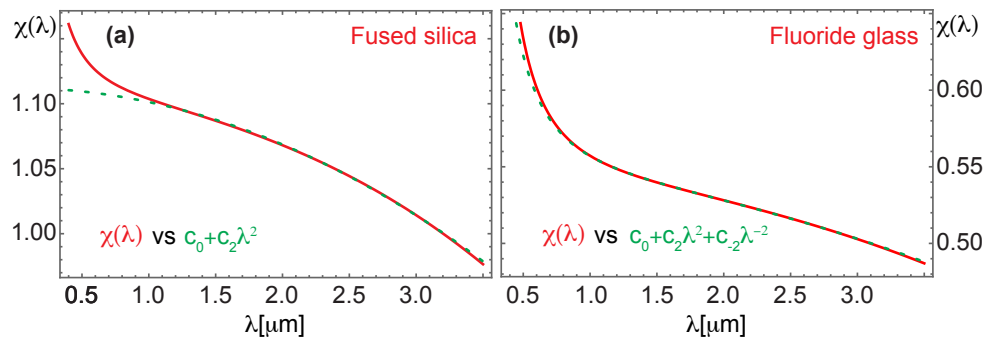 χ(λ) (a) Fused silica
1.10
1.05
1.00
χ(λ) vs c₀+c₂λ²
0.5 1.0 1.5 2.0 2.5 3.0
λ[μm]
(b) Fluoride glass χ(λ)
0.60
0.55
0.50
χ(λ) vs c₀+c₂λ²+c₋₂λ⁻²
0.5 1.0 1.5 2.0 2.5 3.0
λ[μm]